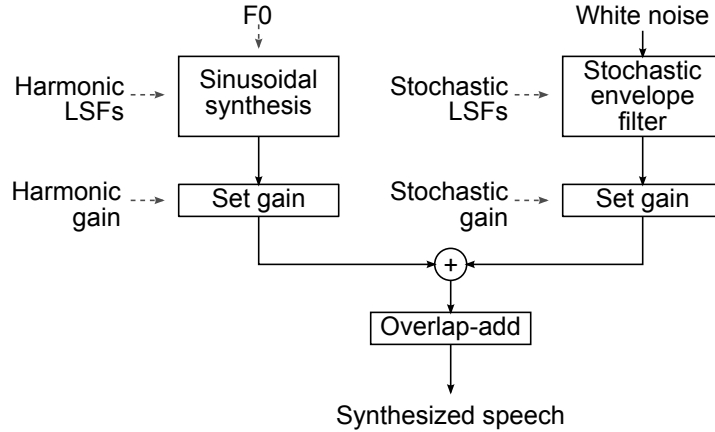 F0
White noise
Harmonic
LSFs
Sinusoidal
synthesis
Stochastic
LSFs
Stochastic
envelope
filter
Harmonic
gain
Set gain
Stochastic
gain
Set gain
+
Overlap-add
Synthesized speech